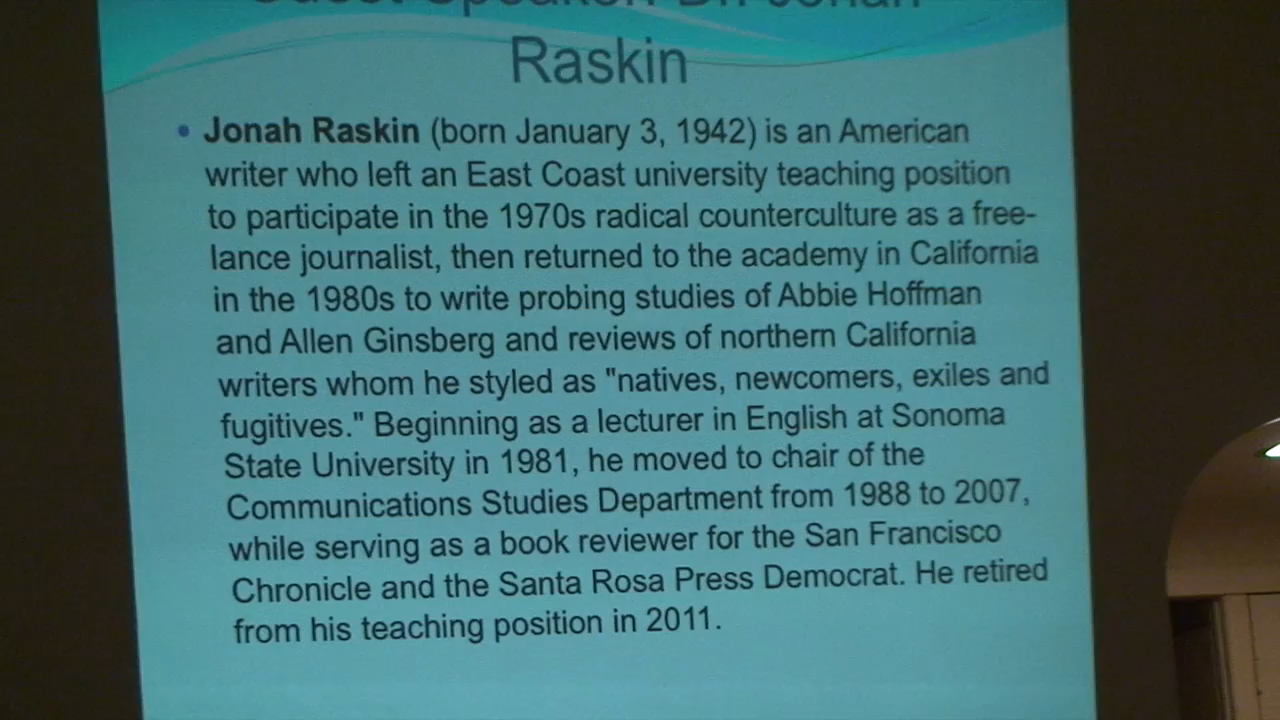 Guest Speaker: Dr. Jonah
Raskin
• Jonah Raskin (born January 3, 1942) is an American
writer who left an East Coast university teaching position
to participate in the 1970s radical counterculture as a free-
lance journalist, then returned to the academy in California
in the 1980s to write probing studies of Abbie Hoffman
and Allen Ginsberg and reviews of northern California
writers whom he styled as "natives, newcomers, exiles and
fugitives." Beginning as a lecturer in English at Sonoma
State University in 1981, he moved to chair of the
Communications Studies Department from 1988 to 2007,
while serving as a book reviewer for the San Francisco
Chronicle and the Santa Rosa Press Democrat. He retired
from his teaching position in 2011.